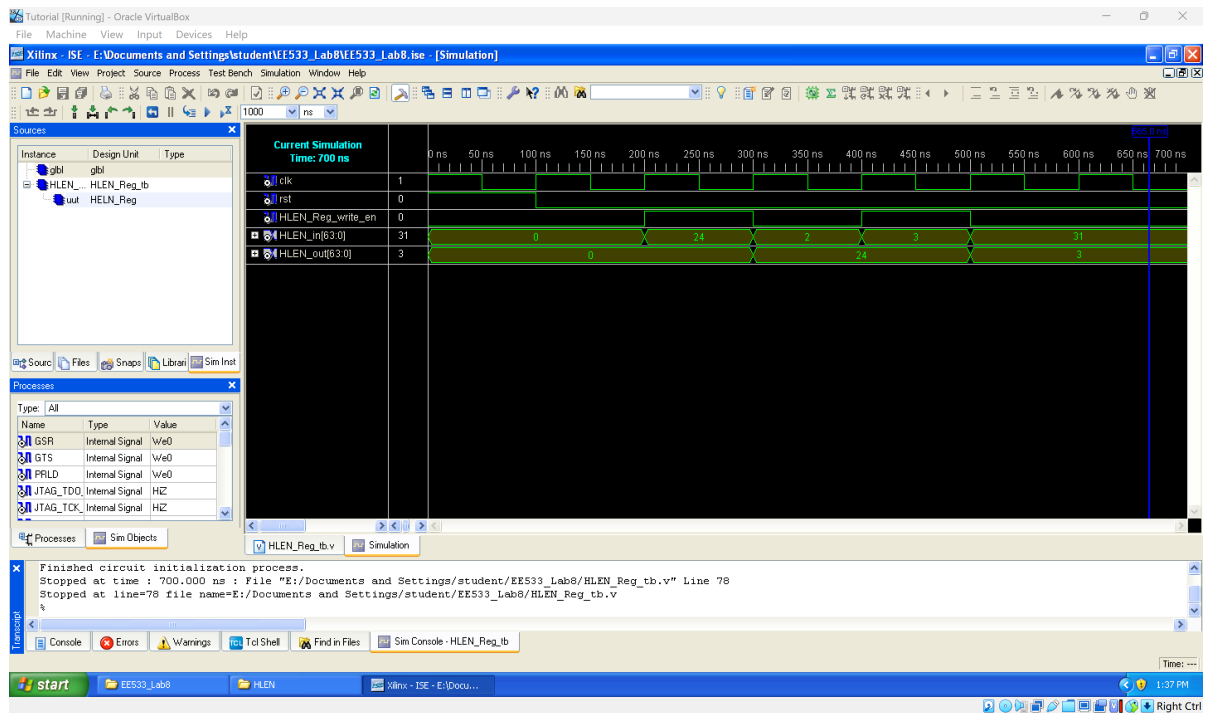 Tutorial [Running] - Oracle VirtualBox
File Machine View Input Devices Help
Xilinx - ISE - E:\Documents and Settings\student\EE533_Lab8\EE533_Lab8.ise - [Simulation]
File Edit View Project Source Process Test Bench Simulation Window Help
1000 ns
Sources
Instance Design Unit Type
glbl glbl
HLEN_... HLEN_Reg_tb
uut HELN_Reg
Sourc Files Snaps Librari Sim Inst
Processes
Type: All
Name Type Value
GSR Internal Signal We0
GTS Internal Signal We0
PRLD Internal Signal We0
JTAG_TDO_ Internal Signal HiZ
JTAG_TCK_ Internal Signal HiZ
Processes Sim Objects
Current Simulation
Time: 700 ns
0 ns 50 ns 100 ns 150 ns 200 ns 250 ns 300 ns 350 ns 400 ns 450 ns 500 ns 550 ns 600 ns 650 ns 700 ns
clk 1
rst 0
HLEN_Reg_write_en 0
HLEN_in[63:0] 31 0 24 2 3 31
HLEN_out[63:0] 3 0 24 3
HLEN_Reg_tb.v Simulation
Finished circuit initialization process.
Stopped at time : 700.000 ns : File "E:/Documents and Settings/student/EE533_Lab8/HLEN_Reg_tb.v" Line 78
Stopped at line=78 file name=E:/Documents and Settings/student/EE533_Lab8/HLEN_Reg_tb.v
%
Transcript
Console Errors Warnings Tcl Shell Find in Files Sim Console - HLEN_Reg_tb
Time: ---
start EE533_Lab8 HLEN Xilinx - ISE - E:\Docu... 1:37 PM
Right Ctrl